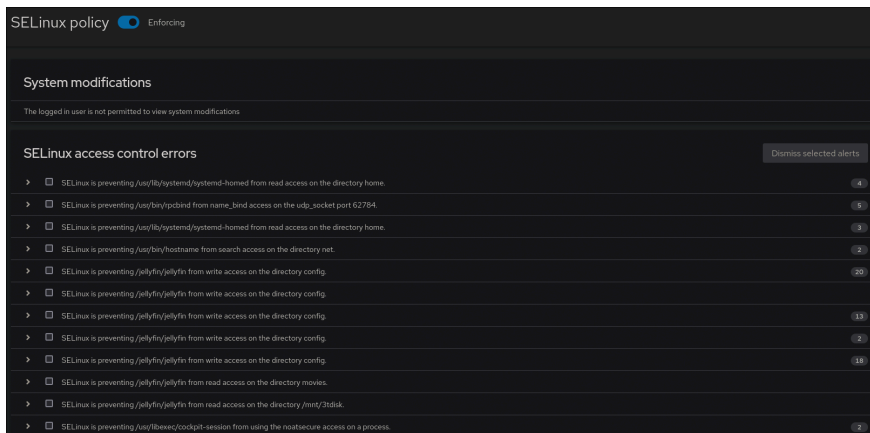 SELinux policy Enforcing
System modifications
The logged in user is not permitted to view system modifications
SELinux access control errors Dismiss selected alerts
SELinux is preventing /usr/lib/systemd/systemd-homed from read access on the directory home. 4
SELinux is preventing /usr/bin/rpcbind from name_bind access on the udp_socket port 62784. 5
SELinux is preventing /usr/lib/systemd/systemd-homed from read access on the directory home. 3
SELinux is preventing /usr/bin/hostname from search access on the directory net. 2
SELinux is preventing /jellyfin/jellyfin from write access on the directory config. 20
SELinux is preventing /jellyfin/jellyfin from write access on the directory config.
SELinux is preventing /jellyfin/jellyfin from write access on the directory config. 13
SELinux is preventing /jellyfin/jellyfin from write access on the directory config. 2
SELinux is preventing /jellyfin/jellyfin from write access on the directory config. 18
SELinux is preventing /jellyfin/jellyfin from read access on the directory movies.
SELinux is preventing /jellyfin/jellyfin from read access on the directory /mnt/3tdisk.
SELinux is preventing /usr/libexec/cockpit-session from using the noatsecure access on a process. 2